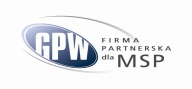 GPW
FIRMA
PARTNERSKA
dla MSP